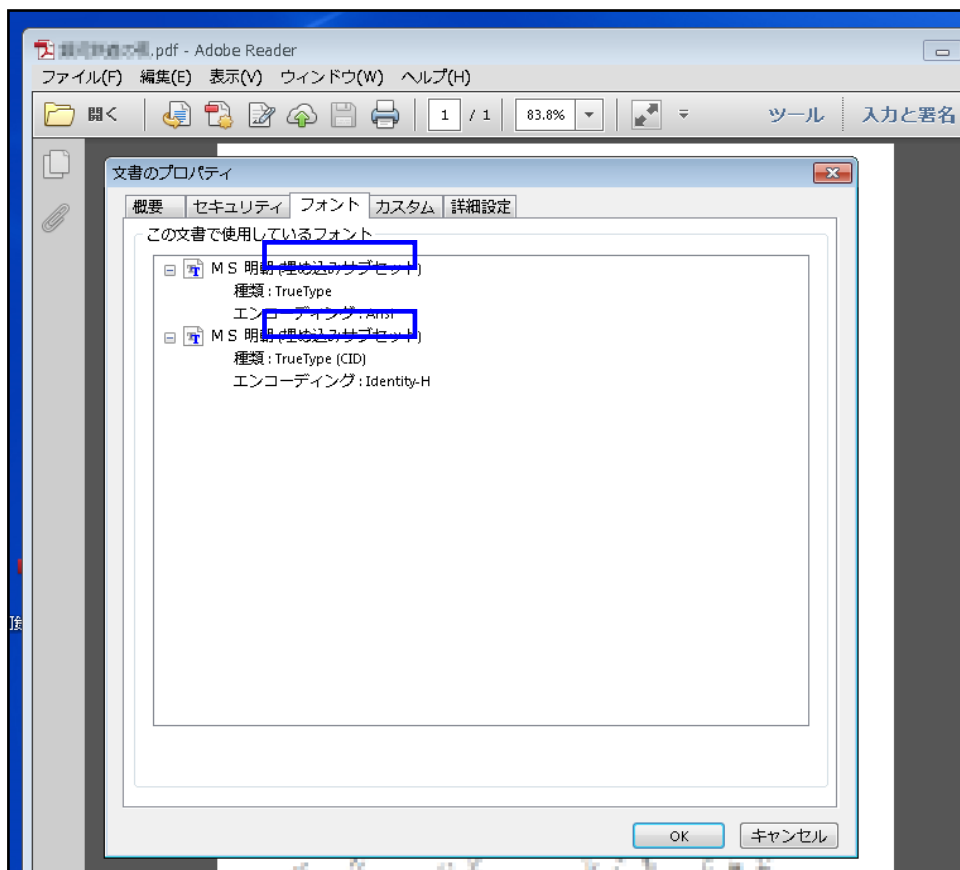 .pdf - Adobe Reader
ファイル(F) 編集(E) 表示(V) ウィンドウ(W) ヘルプ(H)
開く 1 / 1 83.8% ツール 入力と署名
文書のプロパティ
概要 セキュリティ フォント カスタム 詳細設定
この文書で使用しているフォント
ＭＳ 明朝 (埋め込みサブセット)
種類 : TrueType
エンコーディング : Ansi
ＭＳ 明朝 (埋め込みサブセット)
種類 : TrueType (CID)
エンコーディング : Identity-H
OK キャンセル